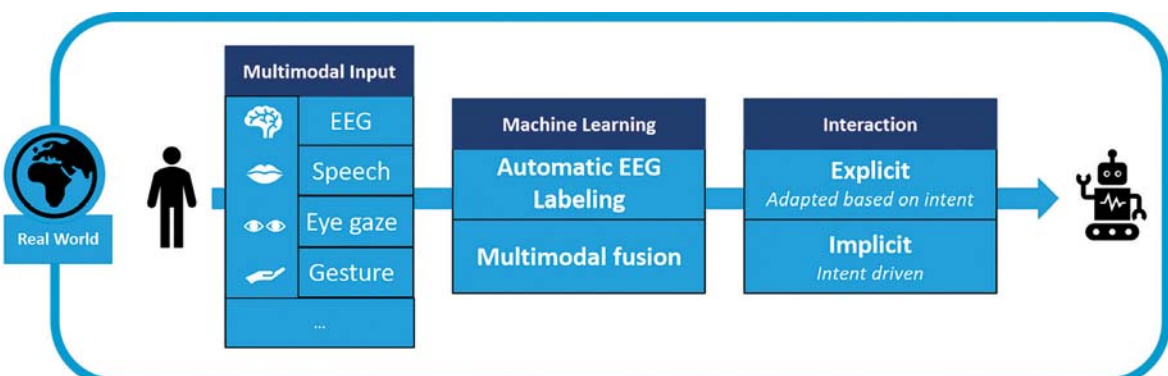 Real World
Multimodal Input
EEG
Speech
Eye gaze
Gesture
...
Machine Learning
Automatic EEG
Labeling
Multimodal fusion
Interaction
Explicit
Adapted based on intent
Implicit
Intent driven